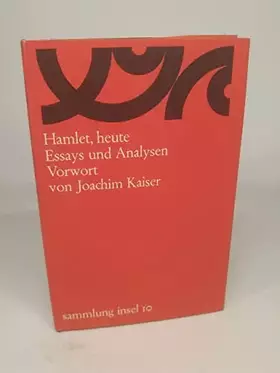 Hamlet, heute
Essays und Analysen
Vorwort
von Joachim Kaiser
sammlung insel 10